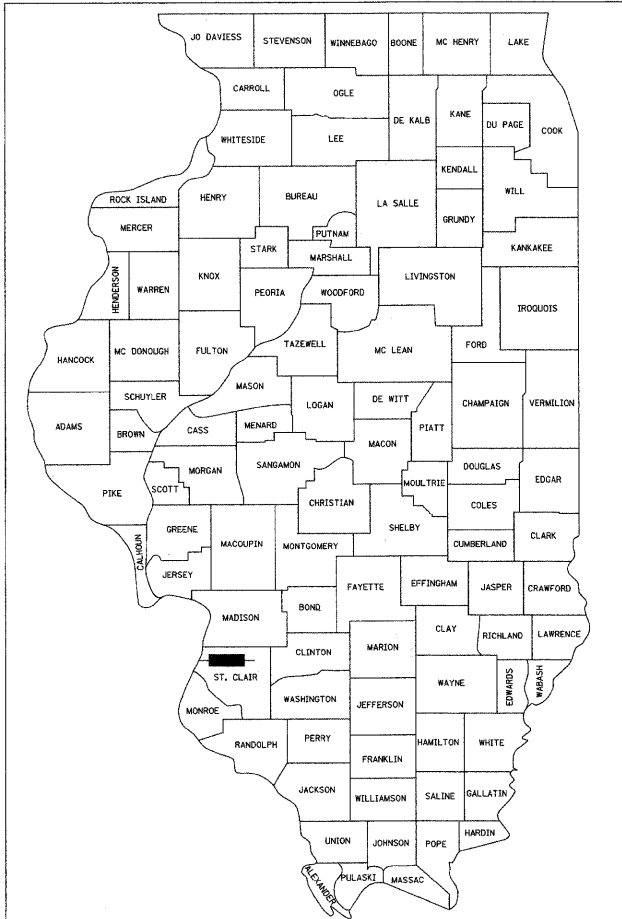 JO DAVIESS
STEVENSON
WINNEBAGO
BOONE
MC HENRY
LAKE
CARROLL
OGLE
DE KALB
KANE
DU PAGE
COOK
WHITESIDE
LEE
KENDALL
WILL
ROCK ISLAND
HENRY
BUREAU
LA SALLE
GRUNDY
MERCER
PUTNAM
STARK
MARSHALL
KANKAKEE
HENDERSON
WARREN
KNOX
PEORIA
WOODFORD
LIVINGSTON
IROQUOIS
HANCOCK
MC DONOUGH
FULTON
TAZEWELL
MC LEAN
FORD
SCHUYLER
MASON
LOGAN
DE WITT
CHAMPAIGN
VERMILION
ADAMS
BROWN
CASS
MENARD
PIATT
MACON
PIKE
SCOTT
MORGAN
SANGAMON
DOUGLAS
EDGAR
CHRISTIAN
MOULTRIE
COLES
CALHOUN
GREENE
MACOUPIN
MONTGOMERY
SHELBY
CUMBERLAND
CLARK
JERSEY
FAYETTE
EFFINGHAM
JASPER
CRAWFORD
MADISON
BOND
CLAY
RICHLAND
LAWRENCE
CLINTON
MARION
ST. CLAIR
WAYNE
EDWARDS
WABASH
WASHINGTON
JEFFERSON
MONROE
RANDOLPH
PERRY
HAMILTON
WHITE
FRANKLIN
JACKSON
WILLIAMSON
SALINE
GALLATIN
UNION
JOHNSON
POPE
HARDIN
ALEXANDER
PULASKI
MASSAC